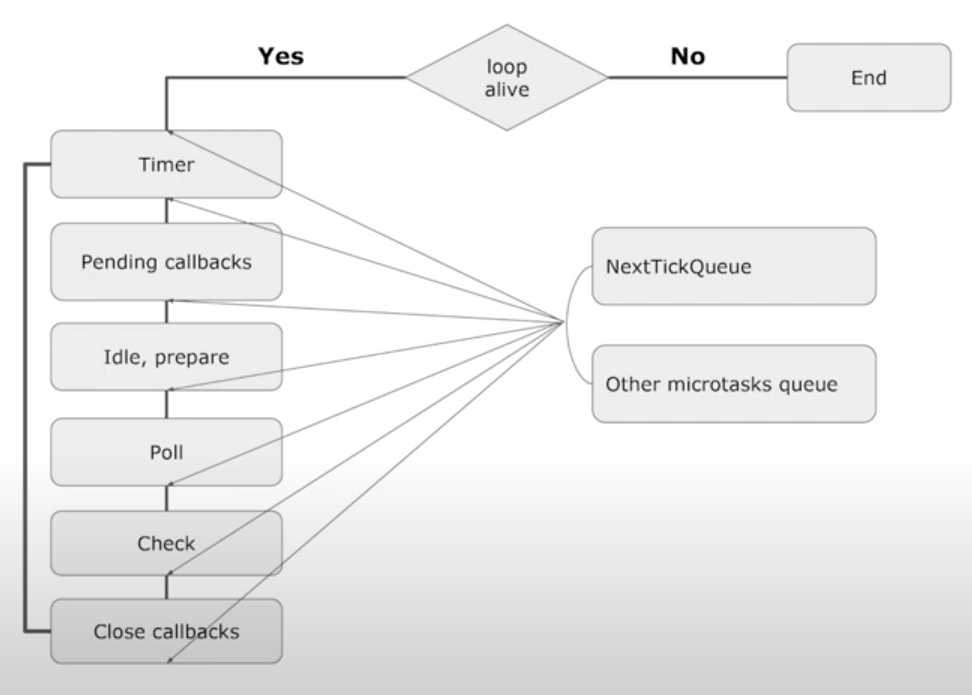 Yes
loop
alive
No
End
Timer
Pending callbacks
NextTickQueue
Idle, prepare
Other microtasks queue
Poll
Check
Close callbacks